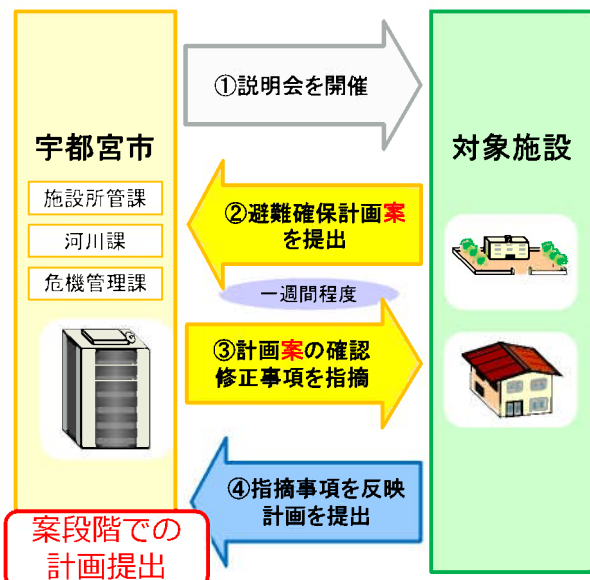 宇都宮市
施設所管課
河川課
危機管理課
案段階での
計画提出
①説明会を開催
②避難確保計画案
を提出
一週間程度
③計画案の確認
修正事項を指摘
④指摘事項を反映
計画を提出
対象施設